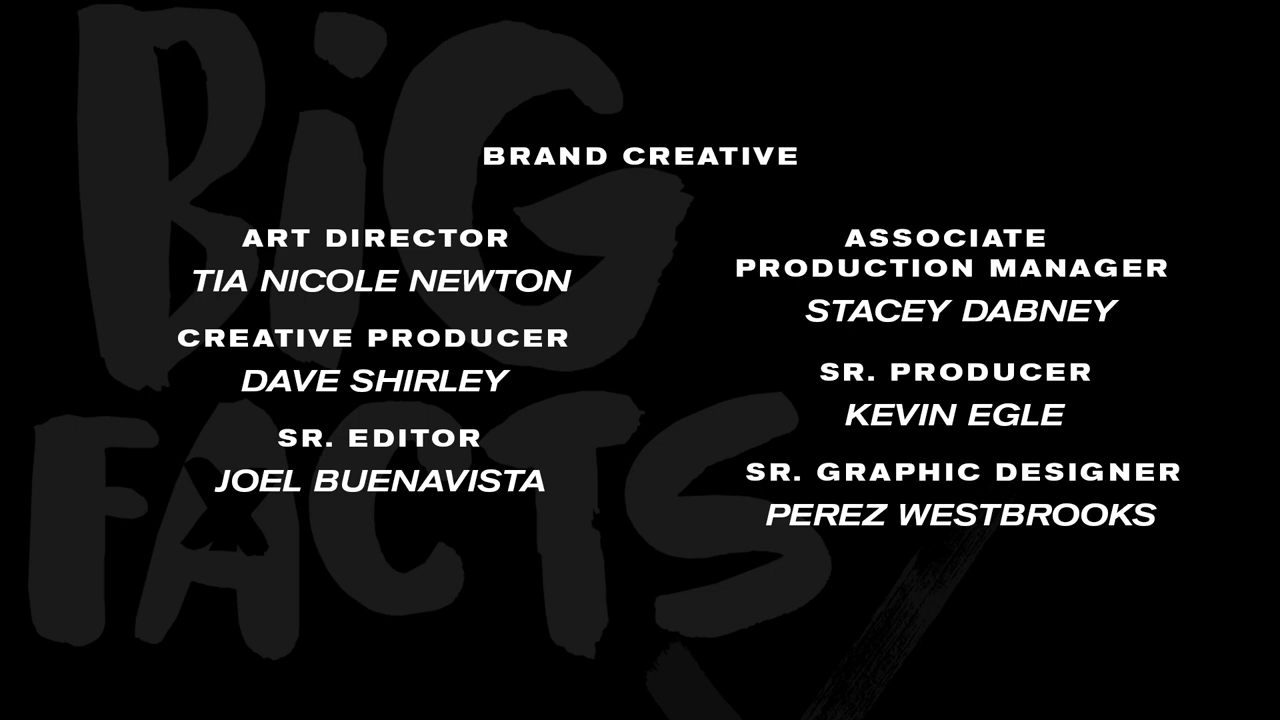 BiG
FACTS
BRAND CREATIVE
ART DIRECTOR
TIA NICOLE NEWTON
CREATIVE PRODUCER
DAVE SHIRLEY
SR. EDITOR
JOEL BUENAVISTA
ASSOCIATE
PRODUCTION MANAGER
STACEY DABNEY
SR. PRODUCER
KEVIN EGLE
SR. GRAPHIC DESIGNER
PEREZ WESTBROOKS